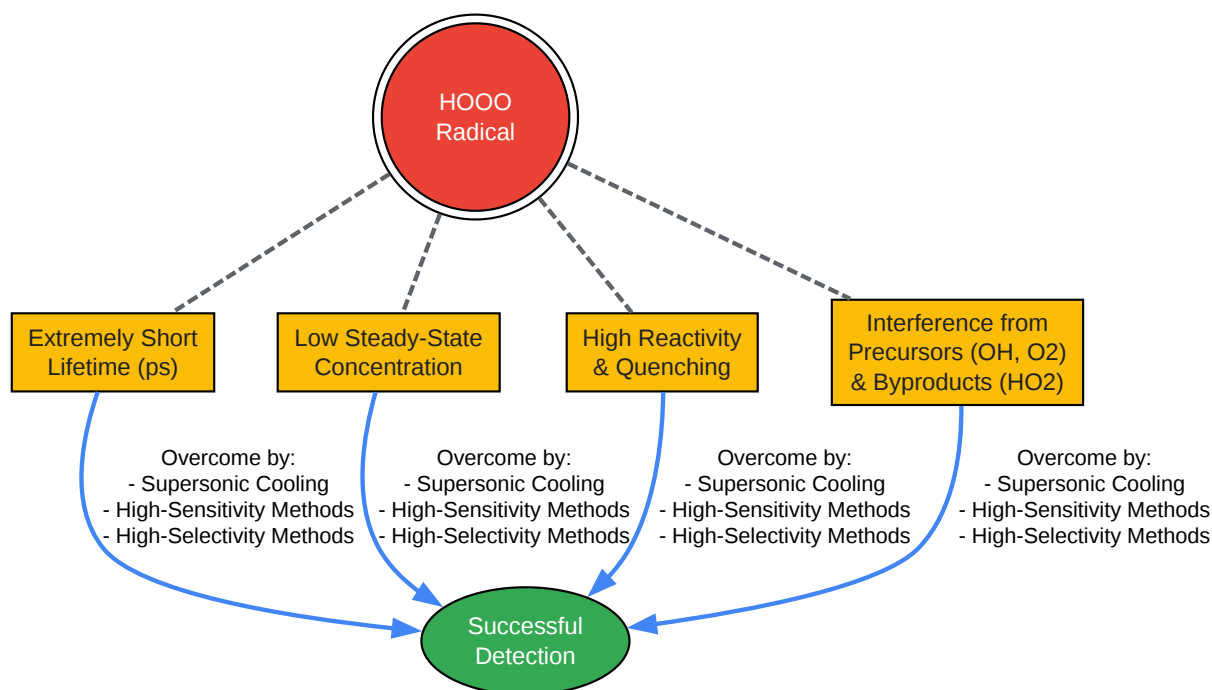 HOOO
Radical
Extremely Short
Lifetime (ps)
Low Steady-State
Concentration
High Reactivity
& Quenching
Interference from
Precursors (OH, O2)
& Byproducts (HO2)
Overcome by:
- Supersonic Cooling
- High-Sensitivity Methods
- High-Selectivity Methods
Overcome by:
- Supersonic Cooling
- High-Sensitivity Methods
- High-Selectivity Methods
Overcome by:
- Supersonic Cooling
- High-Sensitivity Methods
- High-Selectivity Methods
Overcome by:
- Supersonic Cooling
- High-Sensitivity Methods
- High-Selectivity Methods
Successful
Detection